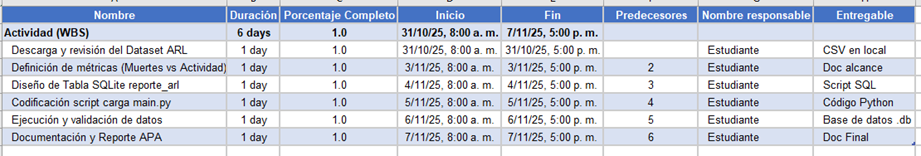 Nombre Duración Porcentaje Completo Inicio Fin Predecesores Nombre responsable Entregable
Actividad (WBS) 6 days 1.0 31/10/25, 8:00 a. m. 7/11/25, 5:00 p. m.
Descarga y revisión del Dataset ARL 1 day 1.0 31/10/25, 8:00 a. m. 31/10/25, 5:00 p. m. Estudiante CSV en local
Definición de métricas (Muertes vs Actividad) 1 day 1.0 3/11/25, 8:00 a. m. 3/11/25, 5:00 p. m. 2 Estudiante Doc alcance
Diseño de Tabla SQLite reporte_arl 1 day 1.0 4/11/25, 8:00 a. m. 4/11/25, 5:00 p. m. 3 Estudiante Script SQL
Codificación script carga main.py 1 day 1.0 5/11/25, 8:00 a. m. 5/11/25, 5:00 p. m. 4 Estudiante Código Python
Ejecución y validación de datos 1 day 1.0 6/11/25, 8:00 a. m. 6/11/25, 5:00 p. m. 5 Estudiante Base de datos .db
Documentación y Reporte APA 1 day 1.0 7/11/25, 8:00 a. m. 7/11/25, 5:00 p. m. 6 Estudiante Doc Final